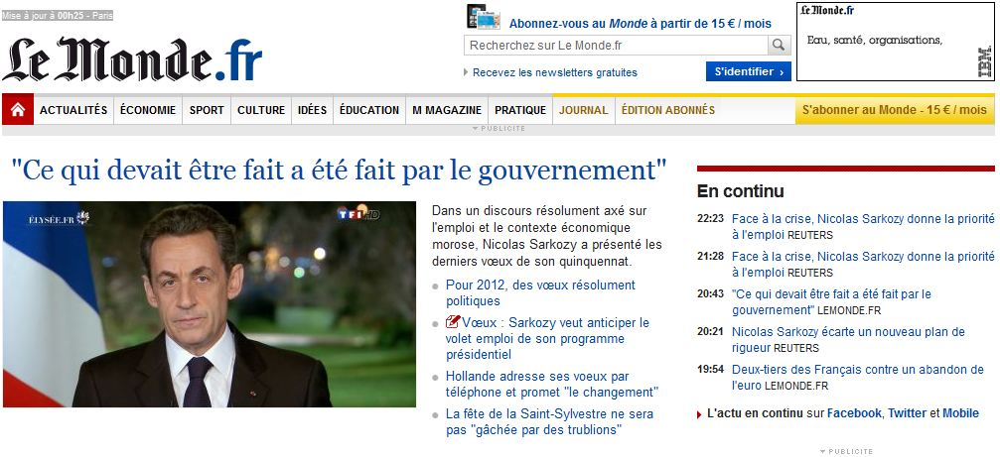 Mise à jour à 00h25 - Paris
Le Monde.fr
Abonnez-vous au Monde à partir de 15 € / mois
Recherchez sur Le Monde.fr
Recevez les newsletters gratuites
S'identifier ›
Le Monde.fr
Eau, santé, organisations,
IBM
ACTUALITÉS ÉCONOMIE SPORT CULTURE IDÉES ÉDUCATION M MAGAZINE PRATIQUE JOURNAL ÉDITION ABONNÉS
S'abonner au Monde - 15 € / mois
PUBLICITE
"Ce qui devait être fait a été fait par le gouvernement"
ÉLYSÉE.FR
TF1 HD
Dans un discours résolument axé sur
l'emploi et le contexte économique
morose, Nicolas Sarkozy a présenté les
derniers vœux de son quinquennat.
Pour 2012, des vœux résolument
politiques
Vœux : Sarkozy veut anticiper le
volet emploi de son programme
présidentiel
Hollande adresse ses voeux par
téléphone et promet "le changement"
La fête de la Saint-Sylvestre ne sera
pas "gâchée par des trublions"
En continu
22:23 Face à la crise, Nicolas Sarkozy donne la priorité
à l'emploi REUTERS
21:28 Face à la crise, Nicolas Sarkozy donne la priorité
à l'emploi REUTERS
20:43 "Ce qui devait être fait a été fait par le
gouvernement" LEMONDE.FR
20:21 Nicolas Sarkozy écarte un nouveau plan de
rigueur REUTERS
19:54 Deux-tiers des Français contre un abandon de
l'euro LEMONDE.FR
L'actu en continu sur Facebook, Twitter et Mobile
PUBLICITE